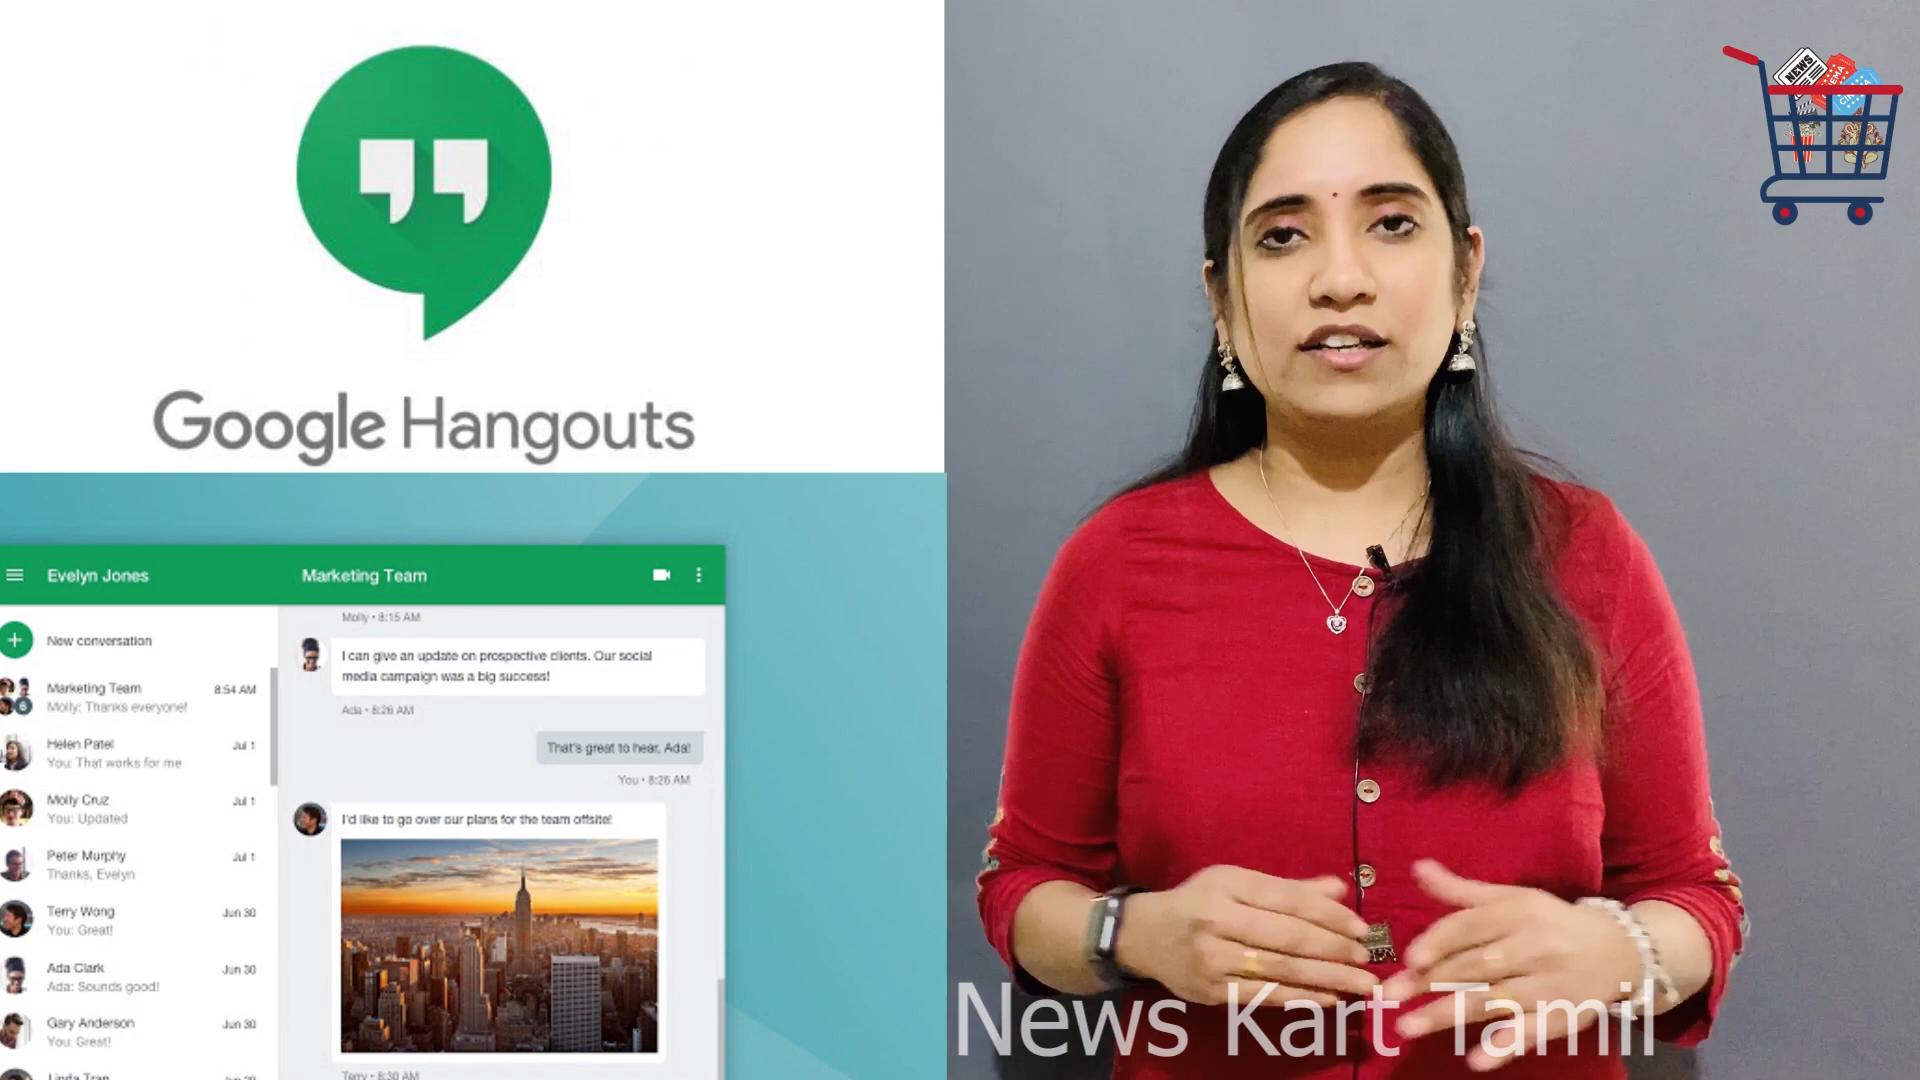 Google Hangouts
Evelyn Jones
Marketing Team
New conversation
Marketing Team
8:54 AM
Molly: Thanks everyone!
6
Helen Patel
Jul 1
You: That works for me
Molly Cruz
Jul 1
You: Updated
Peter Murphy
Jul 1
Thanks, Evelyn
Terry Wong
Jun 30
You: Great!
Ada Clark
Jun 30
Ada: Sounds good!
Gary Anderson
Jun 30
You: Great!
Linda Tran
Molly • 8:15 AM
I can give an update on prospective clients. Our social
media campaign was a big success!
Ada • 8:26 AM
That's great to hear, Ada!
You • 8:26 AM
I'd like to go over our plans for the team offsite!
Terry • 8:30 AM
NEWS
CINEMA
News Kart Tamil